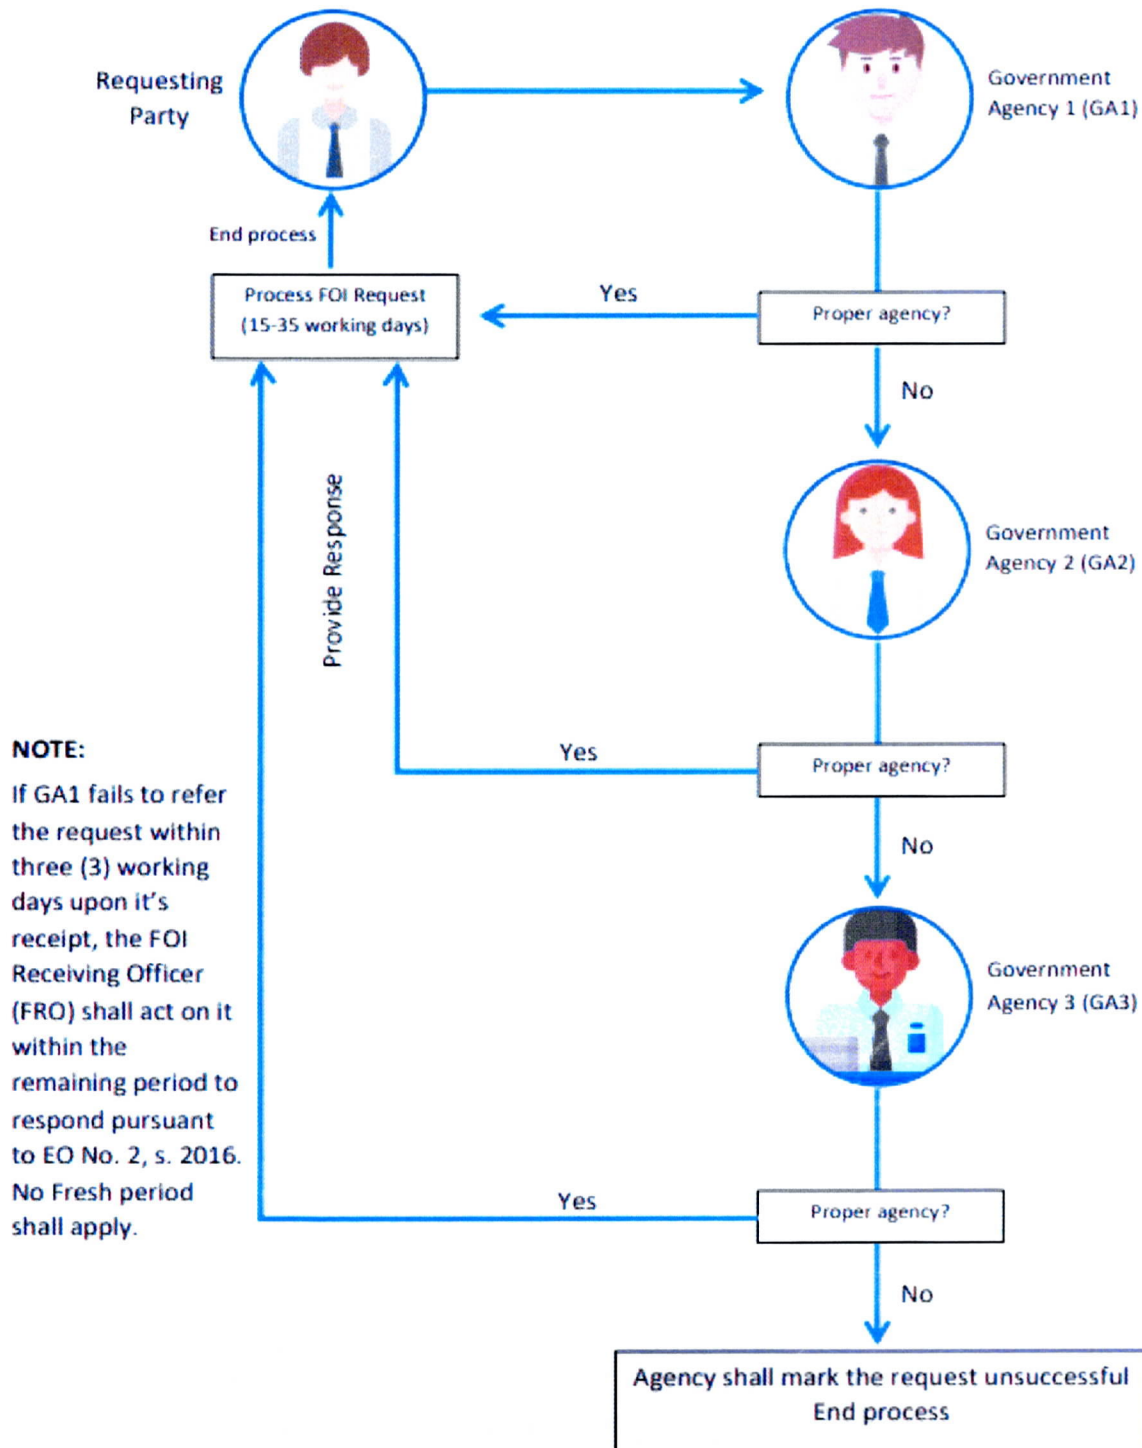 Requesting
Party
Government
Agency 1 (GA1)
End process
Process FOI Request
(15-35 working days)
Yes
Proper agency?
No
Government
Agency 2 (GA2)
Provide Response
Yes
Proper agency?
No
NOTE:
If GA1 fails to refer
the request within
three (3) working
days upon it's
receipt, the FOI
Receiving Officer
(FRO) shall act on it
within the
remaining period to
respond pursuant
to EO No. 2, s. 2016.
No Fresh period
shall apply.
Government
Agency 3 (GA3)
Yes
Proper agency?
No
Agency shall mark the request unsuccessful
End process